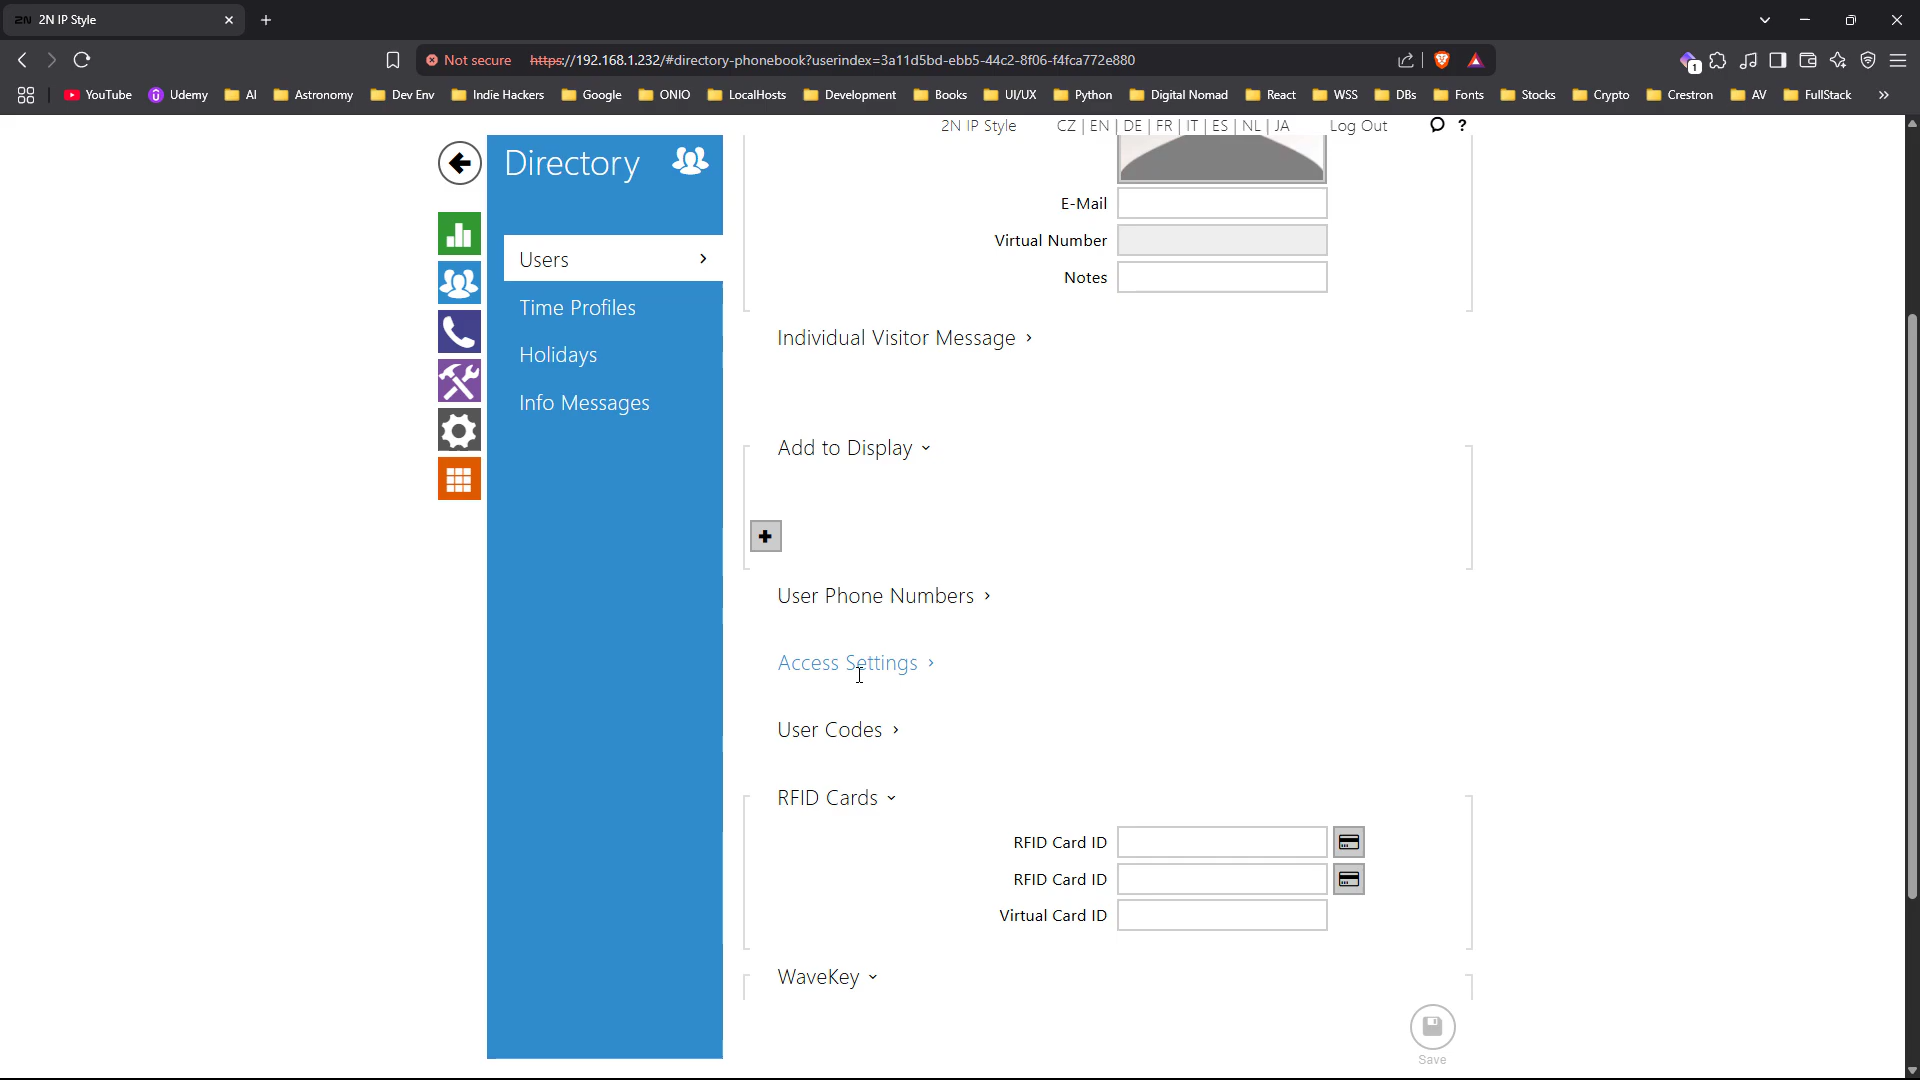 2N 2N IP Style
Not secure https://192.168.1.232/#directory-phonebook?userindex=3a11d5bd-ebb5-44c2-8f06-f4fca772e880
1
YouTube Udemy AI Astronomy Dev Env Indie Hackers Google ONIO LocalHosts Development Books UI/UX Python Digital Nomad React WSS DBs Fonts Stocks Crypto Crestron AV FullStack »
2N IP Style CZ | EN | DE | FR | IT | ES | NL | JA Log Out ?
Directory
Users
Time Profiles
Holidays
Info Messages
E-Mail
Virtual Number
Notes
Individual Visitor Message
Add to Display
User Phone Numbers
Access Settings
User Codes
RFID Cards
RFID Card ID
RFID Card ID
Virtual Card ID
WaveKey
Save